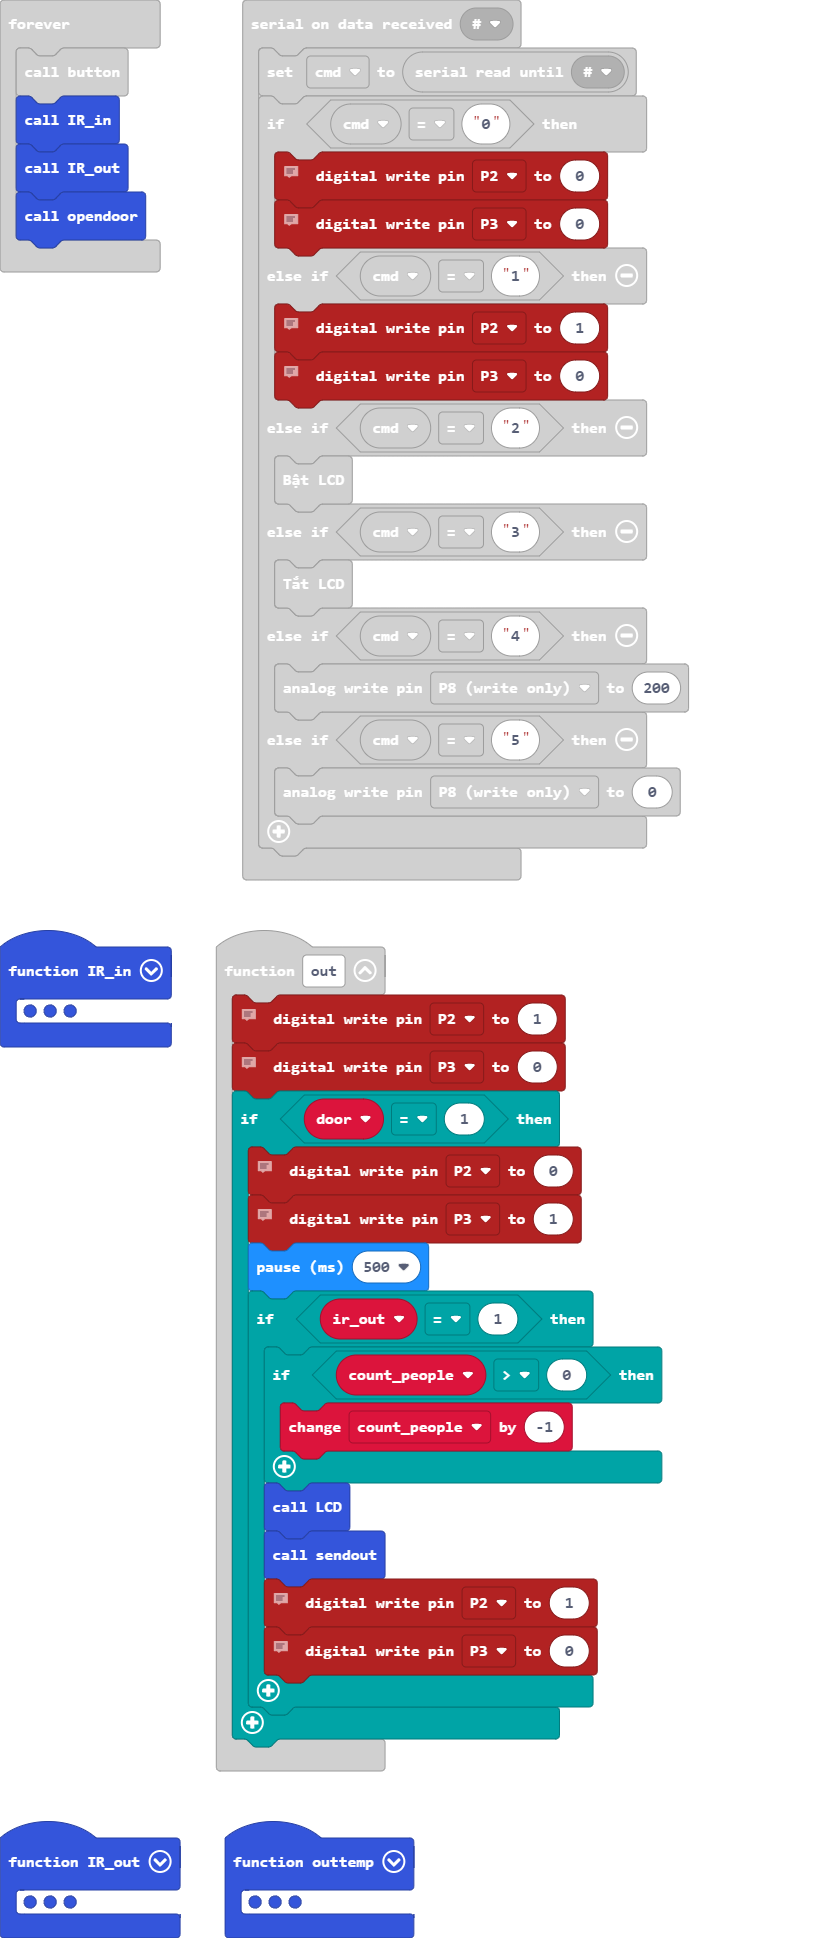 forever
call button
call IR_in
call IR_out
call opendoor
serial on data received #
set cmd to serial read until #
if cmd = "0" then
digital write pin P2 to 0
digital write pin P3 to 0
else if cmd = "1" then
digital write pin P2 to 1
digital write pin P3 to 0
else if cmd = "2" then
Bật LCD
else if cmd = "3" then
Tắt LCD
else if cmd = "4" then
analog write pin P8 (write only) to 200
else if cmd = "5" then
analog write pin P8 (write only) to 0
function IR_in
function out
digital write pin P2 to 1
digital write pin P3 to 0
if door = 1 then
digital write pin P2 to 0
digital write pin P3 to 1
pause (ms) 500
if ir_out = 1 then
if count_people > 0 then
change count_people by -1
call LCD
call sendout
digital write pin P2 to 1
digital write pin P3 to 0
function IR_out
function outtemp